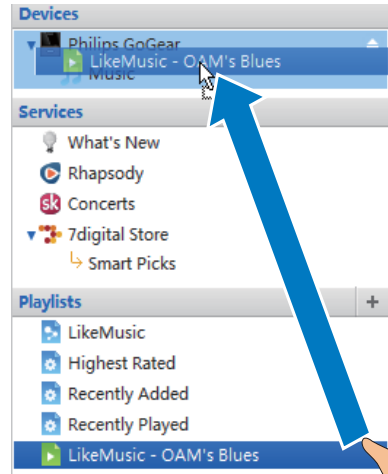 Devices
Philips GoGear
LikeMusic - OAM's Blues
Music
Services
What's New
Rhapsody
sk Concerts
7digital Store
Smart Picks
Playlists +
LikeMusic
Highest Rated
Recently Added
Recently Played
LikeMusic - OAM's Blues